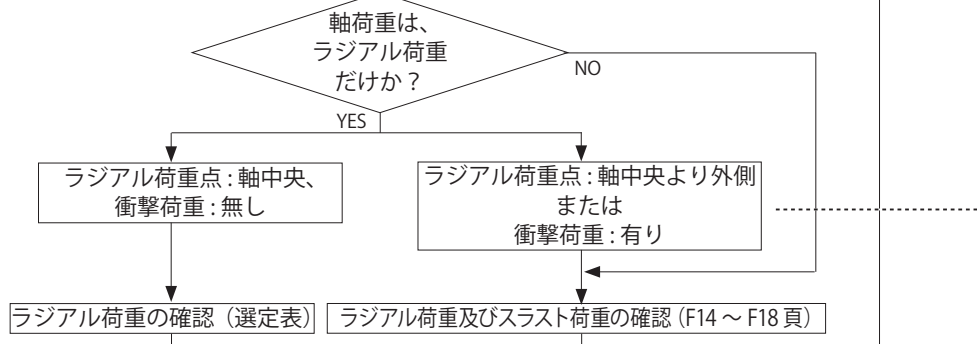 軸荷重は、
ラジアル荷重
だけか？
NO
YES
ラジアル荷重点 : 軸中央、
衝撃荷重 : 無し
ラジアル荷重点 : 軸中央より外側
または
衝撃荷重 : 有り
ラジアル荷重の確認（選定表）
ラジアル荷重及びスラスト荷重の確認（F14 ～ F18 頁）